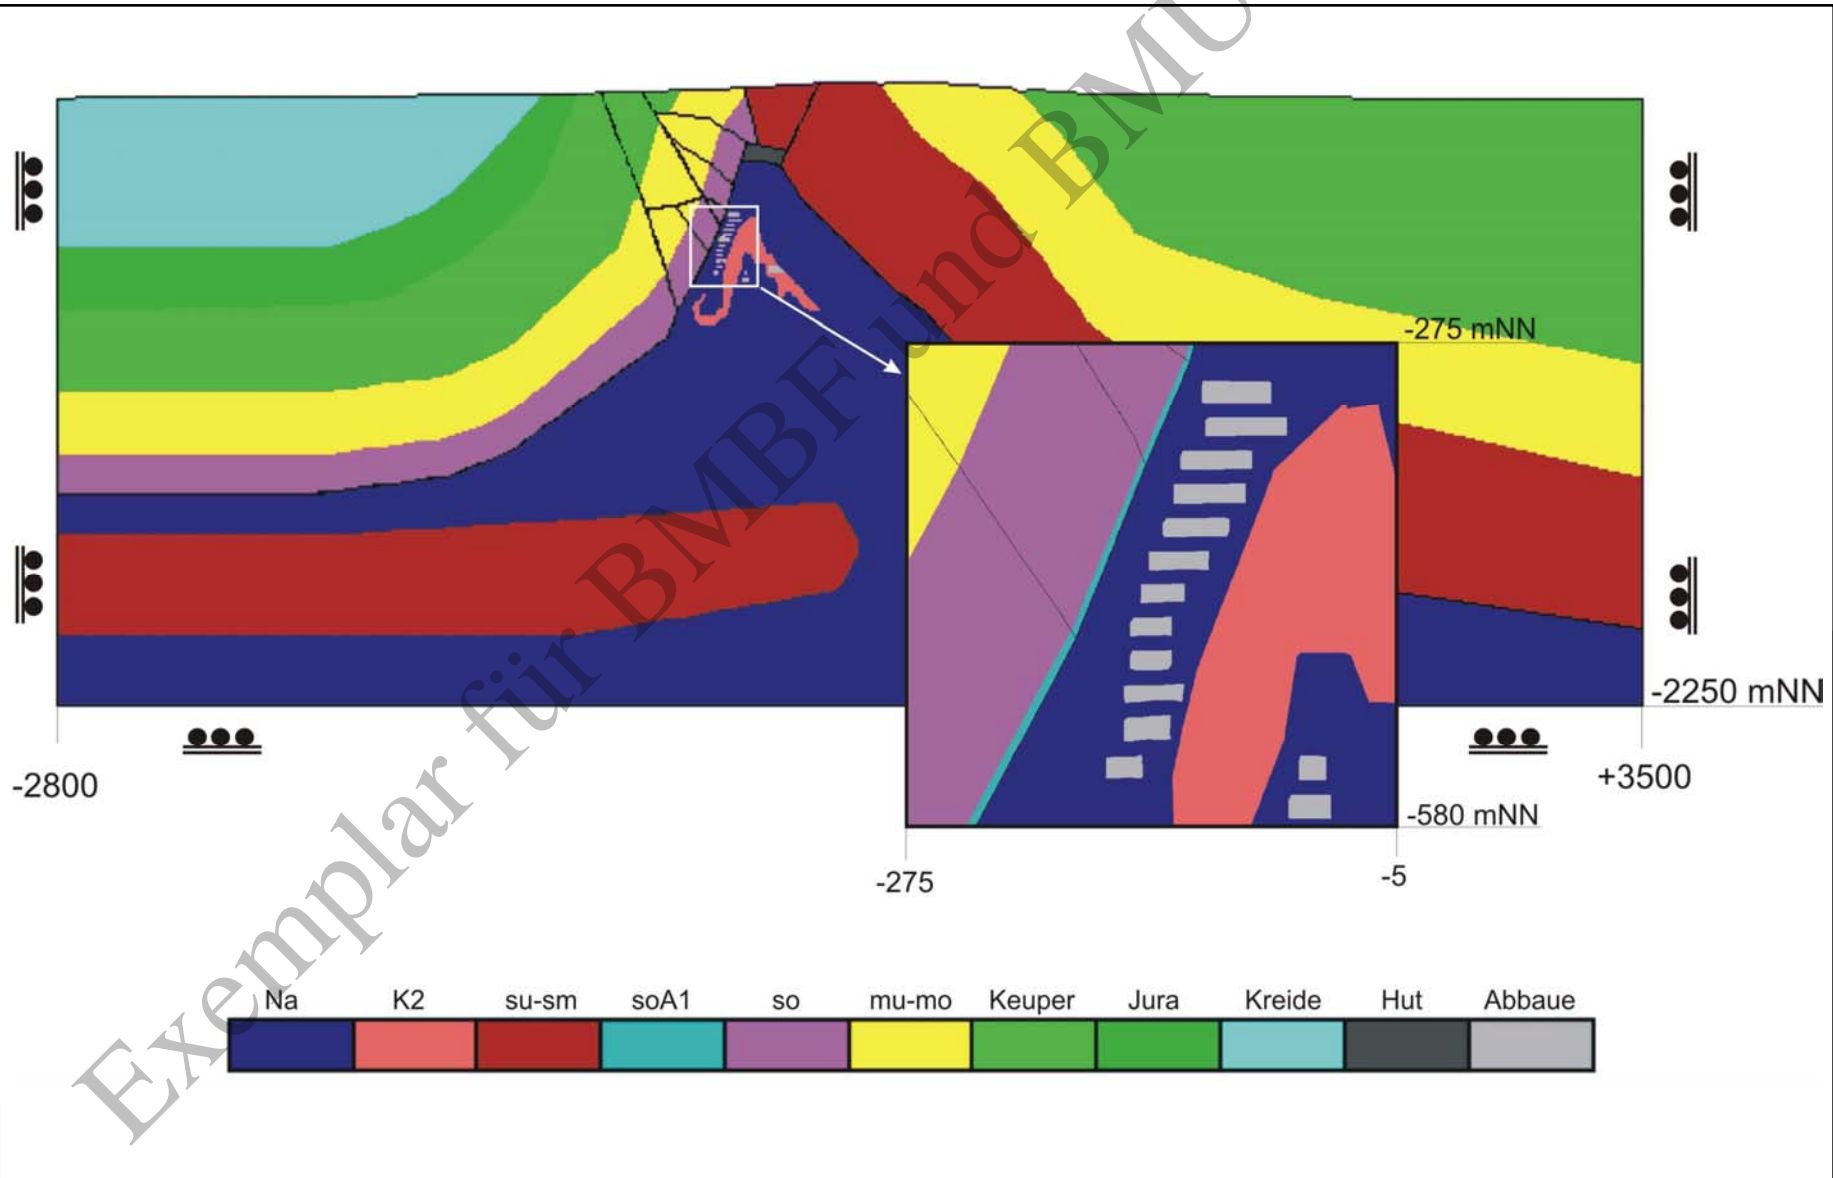 Exemplar für BMBF und BMU
-275 mNN
-2250 mNN
-2800
+3500
-580 mNN
-275
-5
Na K2 su-sm soA1 so mu-mo Keuper Jura Kreide Hut Abbaue